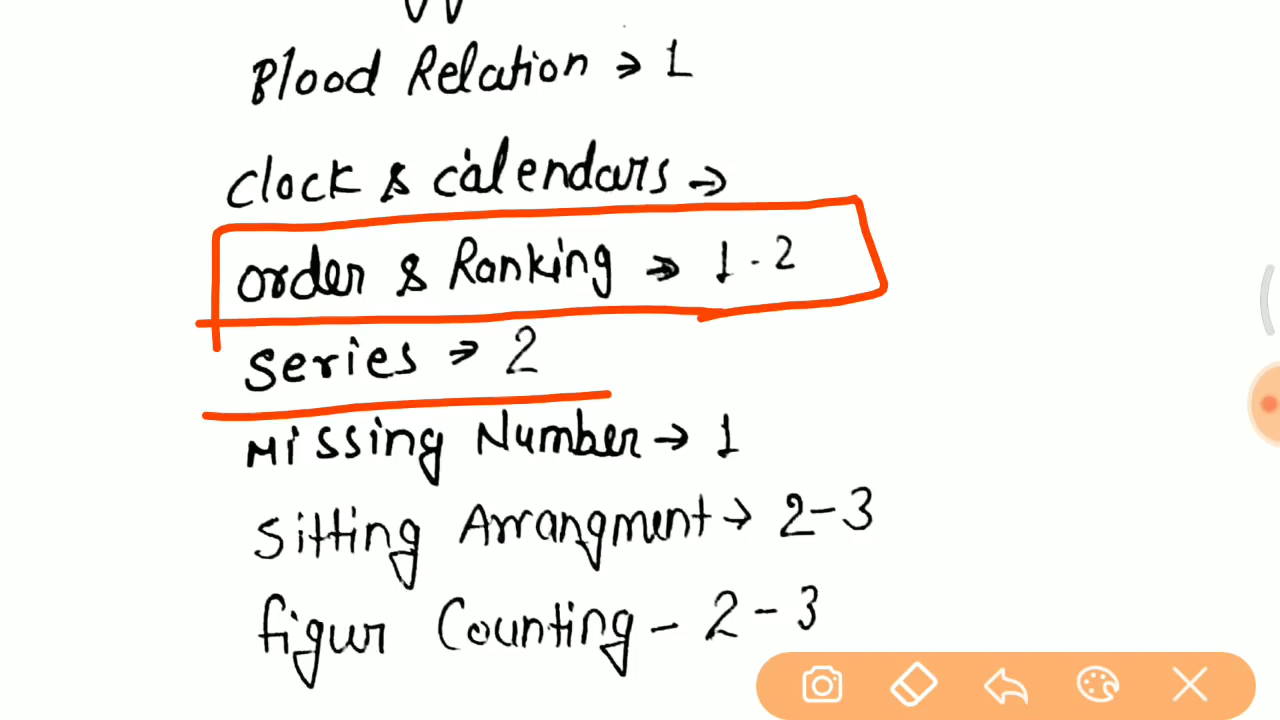 Blood Relation → 1
Clock & Calendars →
Order & Ranking → 1-2
Series → 2
Missing Number → 1
Sitting Arrangment → 2-3
figur Counting - 2-3